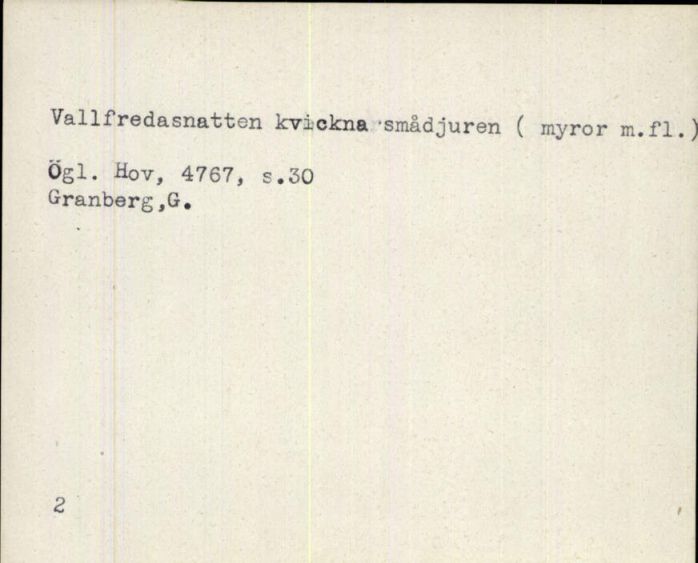 Vallfredasnatten kvickna smådjuren ( myror m.fl.)
Ögl. Hov, 4767, s.30
Granberg,G.
2